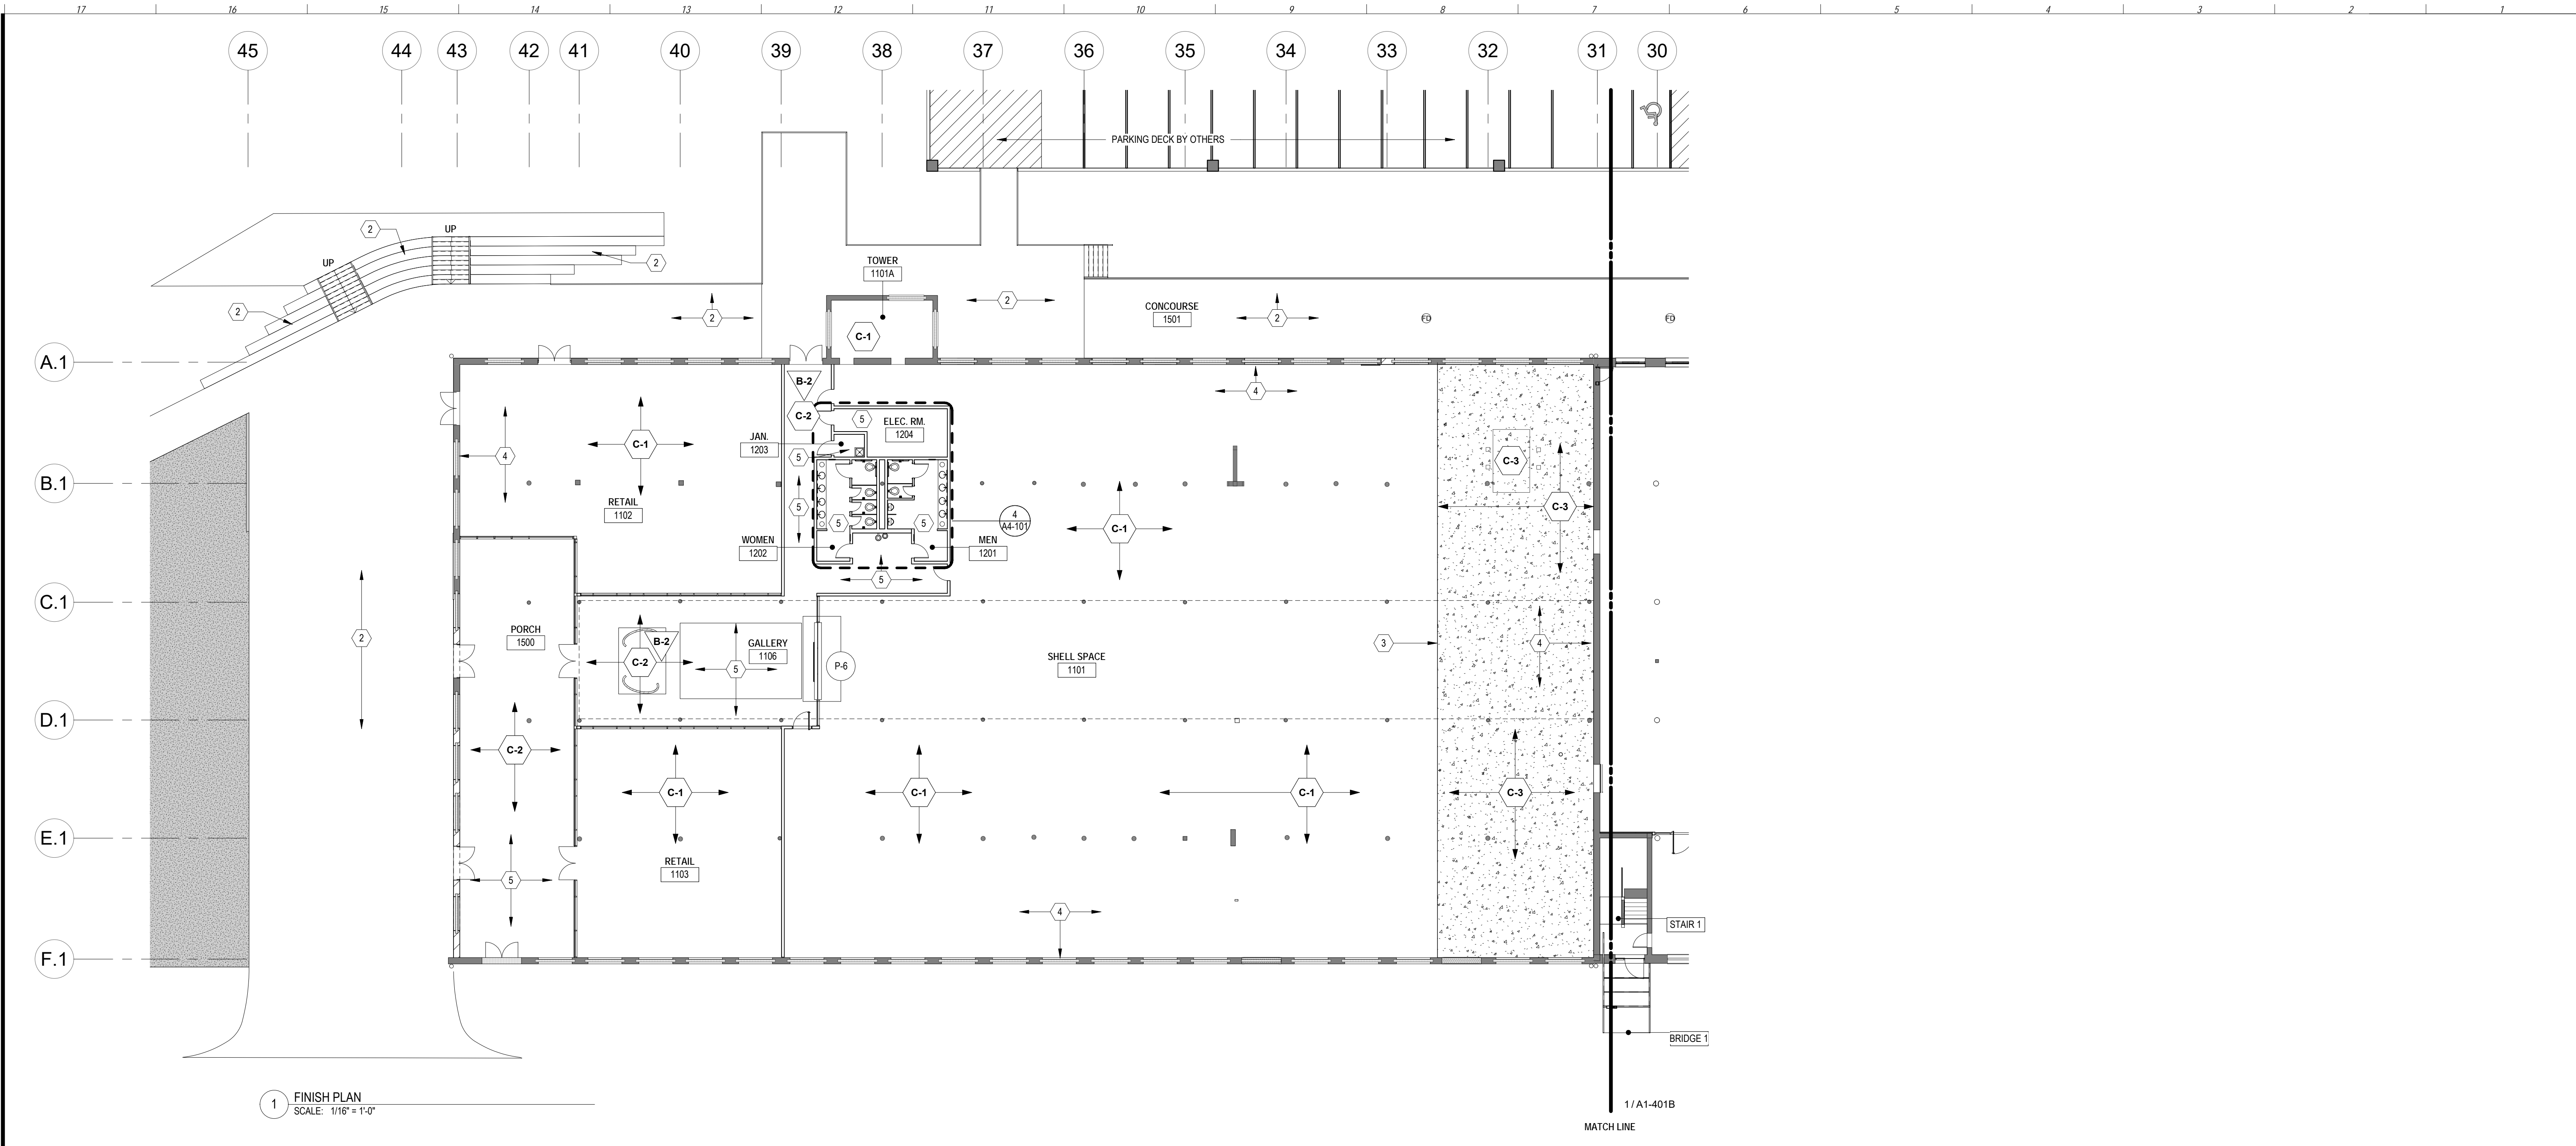 17 16 15 14 13 12 11 10 9 8 7 6 5 4 3 2 1
45 44 43 42 41 40 39 38 37 36 35 34 33 32 31 30
PARKING DECK BY OTHERS
2
UP
UP
2
2
TOWER
1101A
2
2
CONCOURSE
1501
2
FD
FD
C-1
A.1
B-2
4
C-2
5
ELEC. RM.
1204
JAN.
1203
C-1
4
5
C-3
B.1
RETAIL
1102
5
5
5
C-3
4
A4-101
C-1
WOMEN
1202
MEN
1201
5
C.1
PORCH
1500
2
B-2
GALLERY
1106
C-2
5
P-6
SHELL SPACE
1101
3
4
D.1
C-2
C-1
C-1
C-1
C-3
E.1
RETAIL
1103
5
4
STAIR 1
F.1
BRIDGE 1
1
FINISH PLAN
SCALE: 1/16" = 1'-0"
1 / A1-401B
MATCH LINE